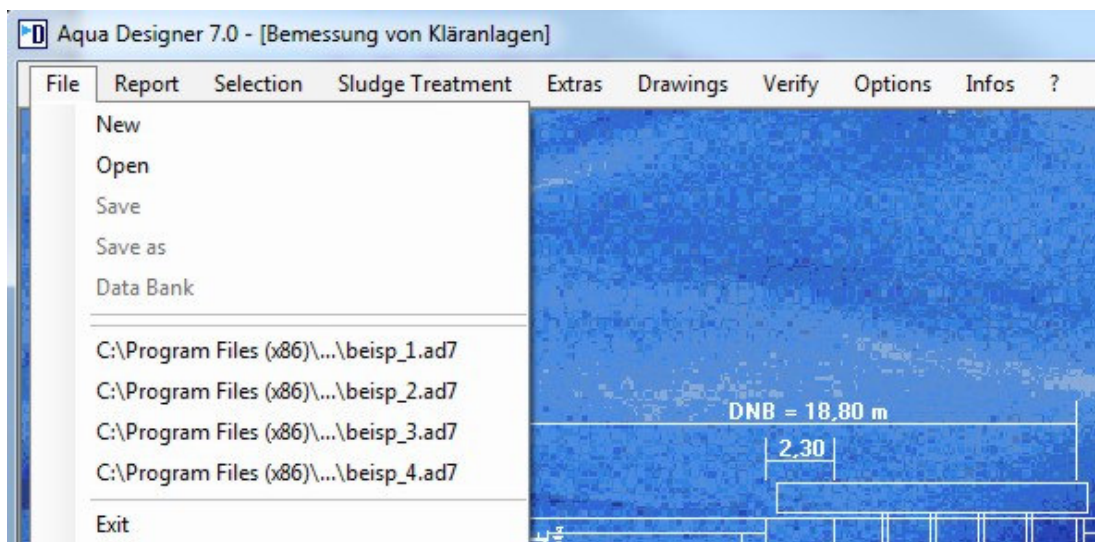 Aqua Designer 7.0 - [Bemessung von Kläranlagen]
File Report Selection Sludge Treatment Extras Drawings Verify Options Infos ?
New
Open
Save
Save as
Data Bank
C:\Program Files (x86)\...\beisp_1.ad7
C:\Program Files (x86)\...\beisp_2.ad7
C:\Program Files (x86)\...\beisp_3.ad7
C:\Program Files (x86)\...\beisp_4.ad7
Exit
DNB = 18,80 m
2,30